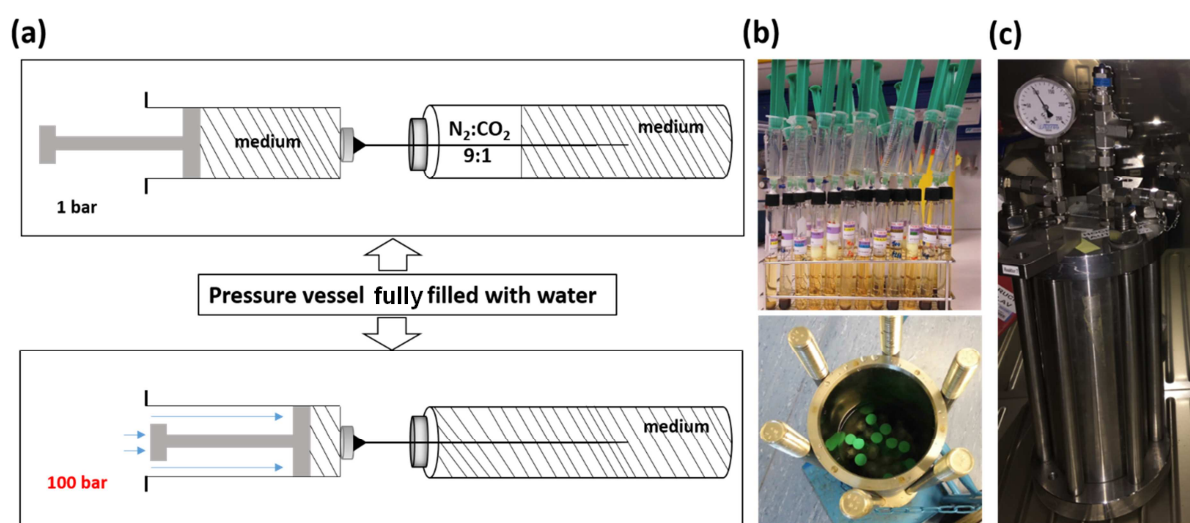 (a)
medium
N₂:CO₂
9:1
medium
1 bar
Pressure vessel fully filled with water
medium
100 bar
(b)
(c)